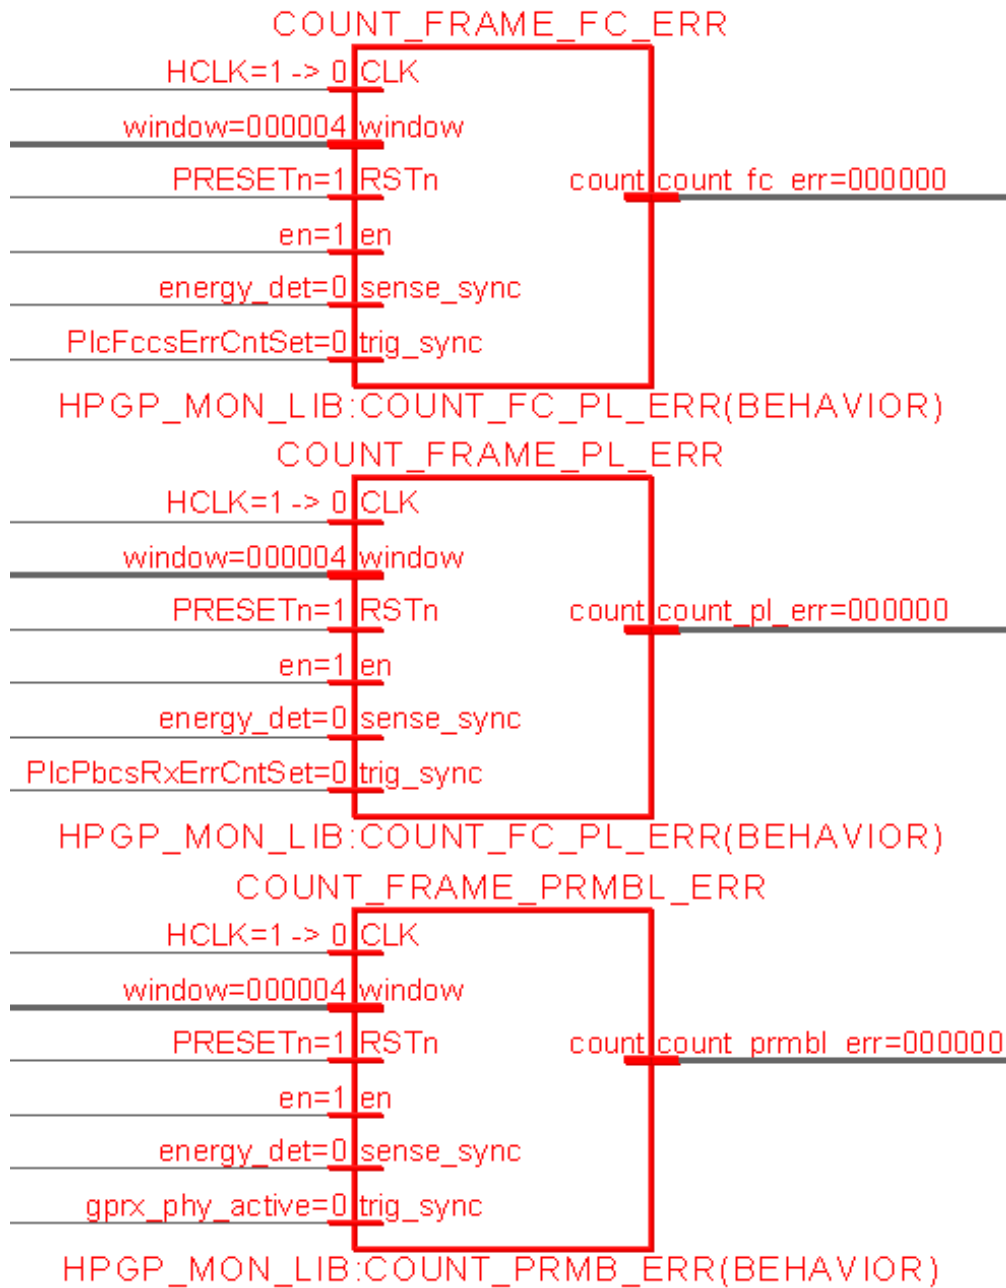 COUNT_FRAME_FC_ERR
HCLK=1 -> 0 CLK
window=000004 window
PRESETn=1 RSTn count count_fc_err=000000
en=1 en
energy_det=0 sense_sync
PlcFccsErrCntSet=0 trig_sync
HPGP_MON_LIB:COUNT_FC_PL_ERR(BEHAVIOR)
COUNT_FRAME_PL_ERR
HCLK=1 -> 0 CLK
window=000004 window
PRESETn=1 RSTn count count_pl_err=000000
en=1 en
energy_det=0 sense_sync
PlcPbcsRxErrCntSet=0 trig_sync
HPGP_MON_LIB:COUNT_FC_PL_ERR(BEHAVIOR)
COUNT_FRAME_PRMBL_ERR
HCLK=1 -> 0 CLK
window=000004 window
PRESETn=1 RSTn count count_prmbl_err=000000
en=1 en
energy_det=0 sense_sync
gprx_phy_active=0 trig_sync
HPGP_MON_LIB:COUNT_PRMB_ERR(BEHAVIOR)